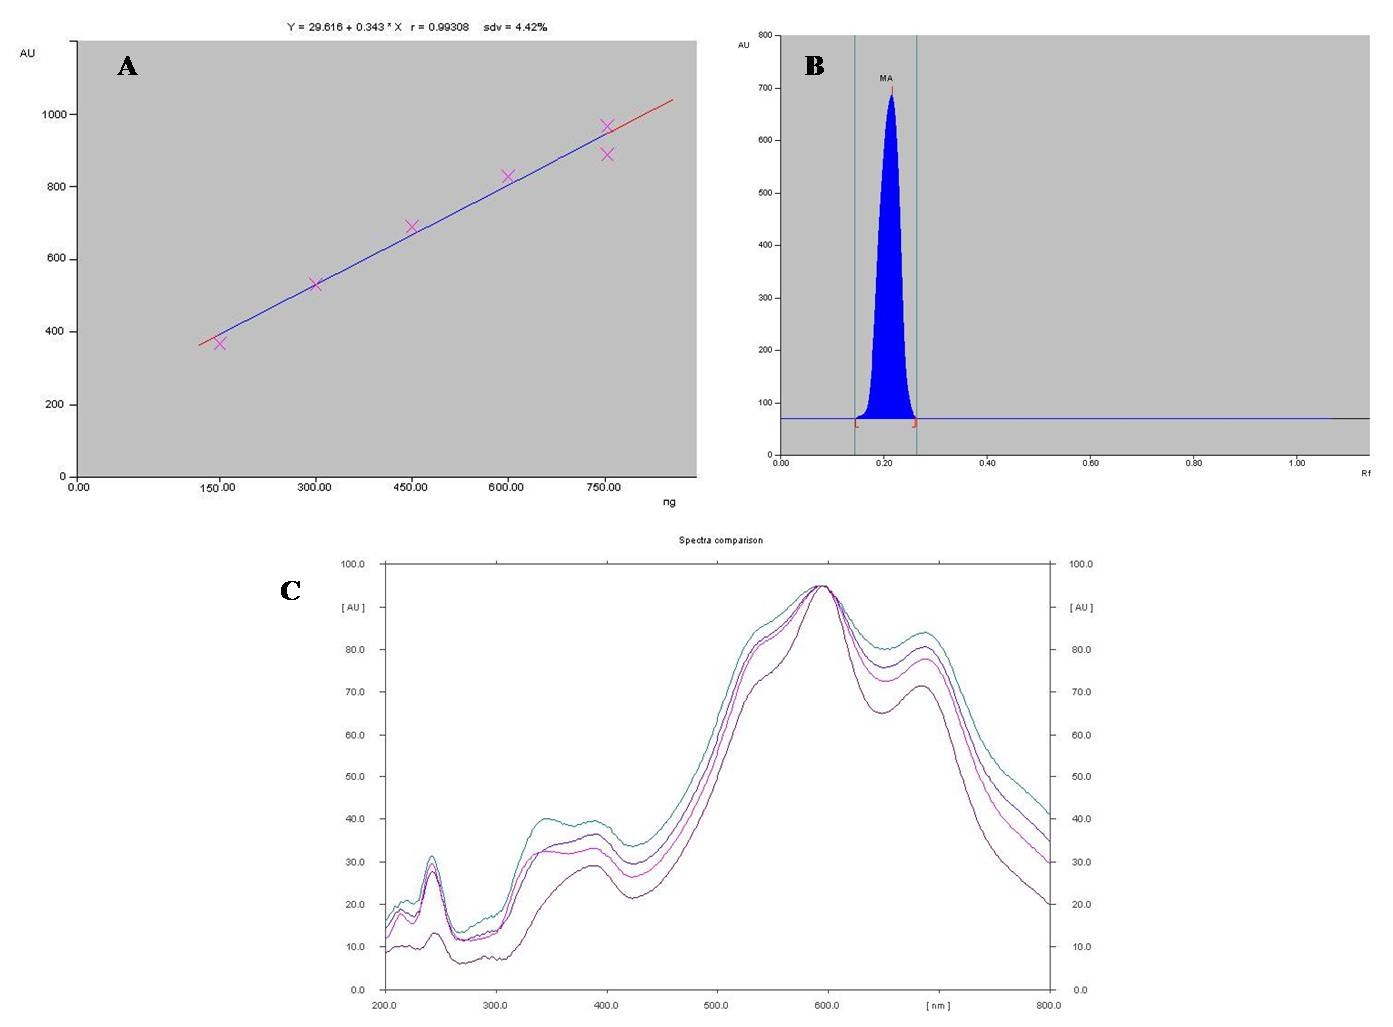 Y = 29.616 + 0.343 * X r = 0.99308 sdv = 4.42%
AU
A
1000
800
600
400
200
0
0.00 150.00 300.00 450.00 600.00 750.00
ng
AU
B
MA
800
700
600
500
400
300
200
100
0
0.00 0.20 0.40 0.60 0.80 1.00
Rf
Spectra comparison
C
100.0 100.0
[ AU ] [ AU ]
80.0 80.0
70.0 70.0
60.0 60.0
50.0 50.0
40.0 40.0
30.0 30.0
20.0 20.0
10.0 10.0
0.0 0.0
200.0 300.0 400.0 500.0 600.0 [ nm ] 800.0